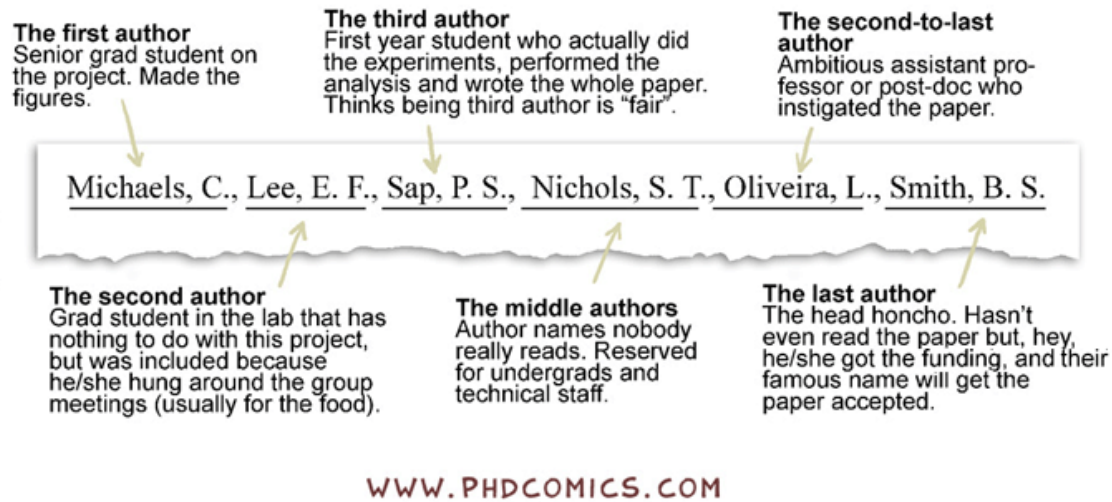 The first author
Senior grad student on
the project. Made the
figures.
The third author
First year student who actually did
the experiments, performed the
analysis and wrote the whole paper.
Thinks being third author is “fair”.
The second-to-last
author
Ambitious assistant pro-
fessor or post-doc who
instigated the paper.
Michaels, C., Lee, E. F., Sap, P. S., Nichols, S. T., Oliveira, L., Smith, B. S.
The second author
Grad student in the lab that has
nothing to do with this project,
but was included because
he/she hung around the group
meetings (usually for the food).
The middle authors
Author names nobody
really reads. Reserved
for undergrads and
technical staff.
The last author
The head honcho. Hasn’t
even read the paper but, hey,
he/she got the funding, and their
famous name will get the
paper accepted.
WWW.PHDCOMICS.COM